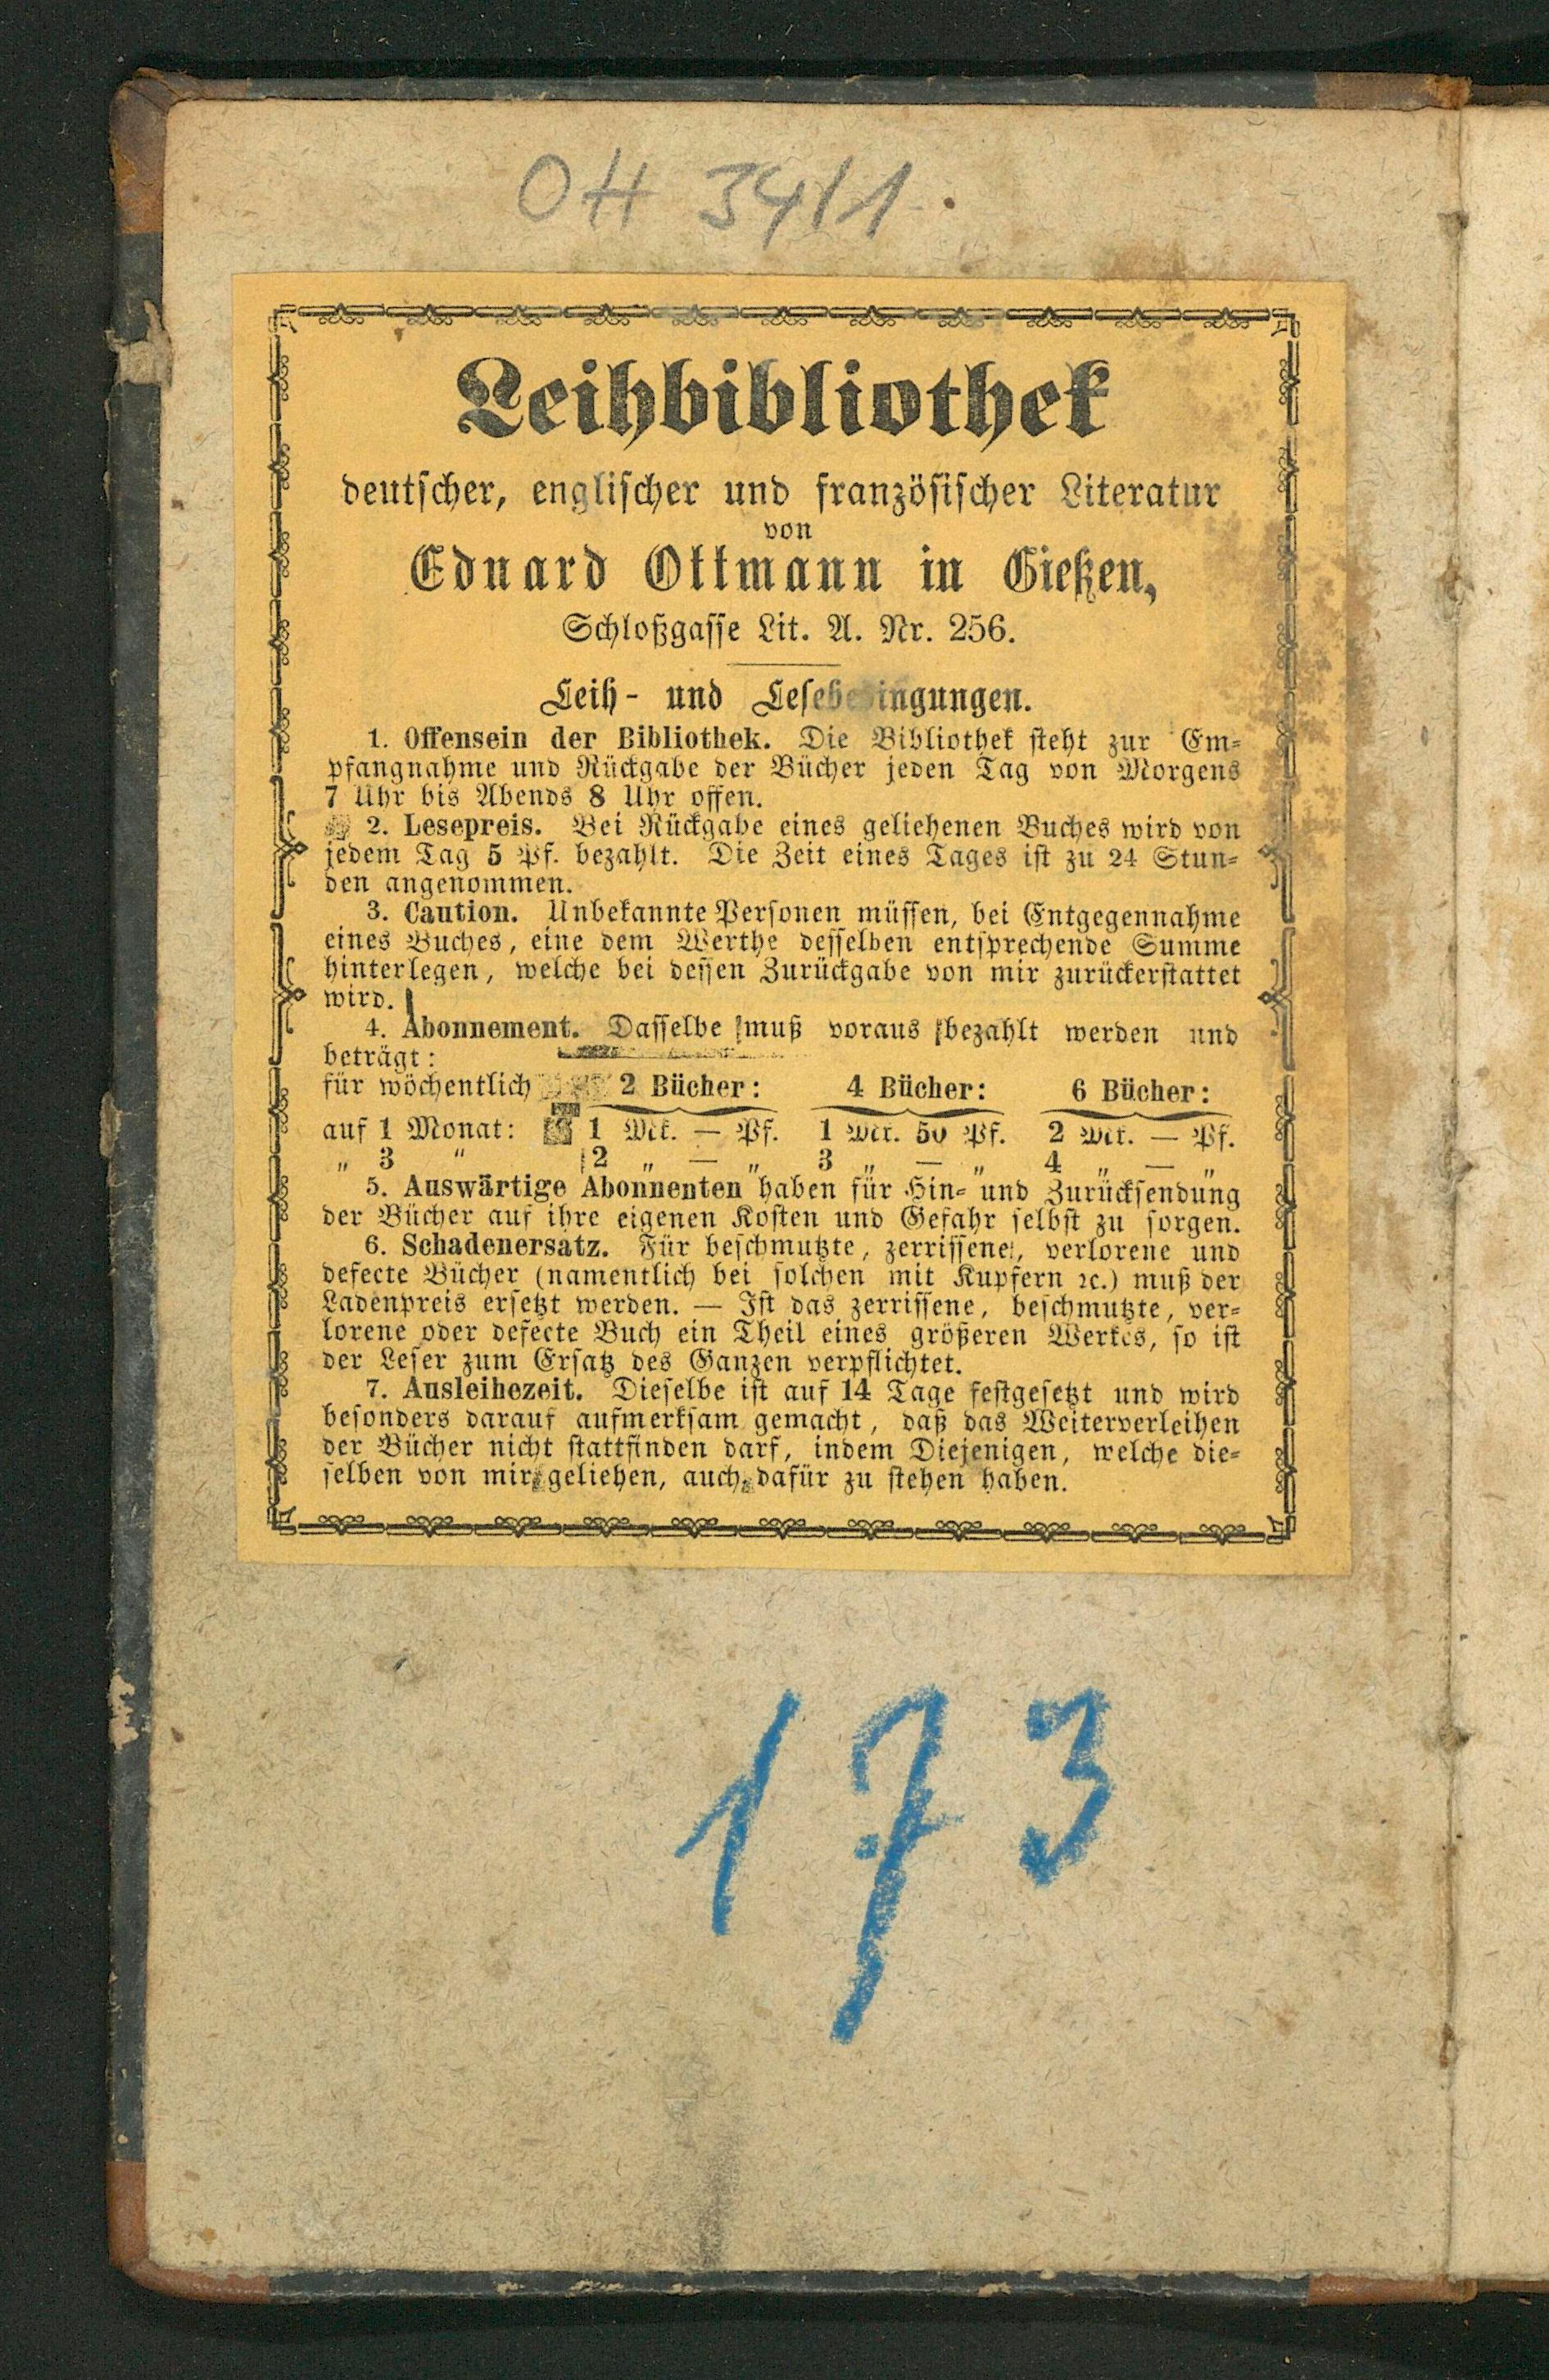 OH 34/1.
Leihbibliothek
deutscher, englischer und französischer Literatur
von
Eduard Ottmann in Gießen,
Schloßgasse Lit. A. Nr. 256.
Leih- und Lesebedingungen.
1. Offensein der Bibliothek. Die Bibliothek steht zur Em-
pfangnahme und Rückgabe der Bücher jeden Tag von Morgens
7 Uhr bis Abends 8 Uhr offen.
2. Lesepreis. Bei Rückgabe eines geliehenen Buches wird von
jedem Tag 5 Pf. bezahlt. Die Zeit eines Tages ist zu 24 Stun-
den angenommen.
3. Caution. Unbekannte Personen müssen, bei Entgegennahme
eines Buches, eine dem Werthe desselben entsprechende Summe
hinterlegen, welche bei dessen Zurückgabe von mir zurückerstattet
wird.
4. Abonnement. Dasselbe muß voraus bezahlt werden und
beträgt:
für wöchentlich 2 Bücher: 4 Bücher: 6 Bücher:
auf 1 Monat: 1 Mk. — Pf. 1 Mk. 50 Pf. 2 Mk. — Pf.
„ 3 " 2 „ — „ 3 „ — „ 4 „ — „
5. Auswärtige Abonnenten haben für Hin- und Zurücksendung
der Bücher auf ihre eigenen Kosten und Gefahr selbst zu sorgen.
6. Schadenersatz. Für beschmutzte, zerrissene, verlorene und
defecte Bücher (namentlich bei solchen mit Kupfern ꝛc.) muß der
Ladenpreis ersetzt werden. — Ist das zerrissene, beschmutzte, ver-
lorene oder defecte Buch ein Theil eines größeren Werkes, so ist
der Leser zum Ersatz des Ganzen verpflichtet.
7. Ausleihezeit. Dieselbe ist auf 14 Tage festgesetzt und wird
besonders darauf aufmerksam gemacht, daß das Weiterverleihen
der Bücher nicht stattfinden darf, indem Diejenigen, welche die-
selben von mir geliehen, auch dafür zu stehen haben.
173